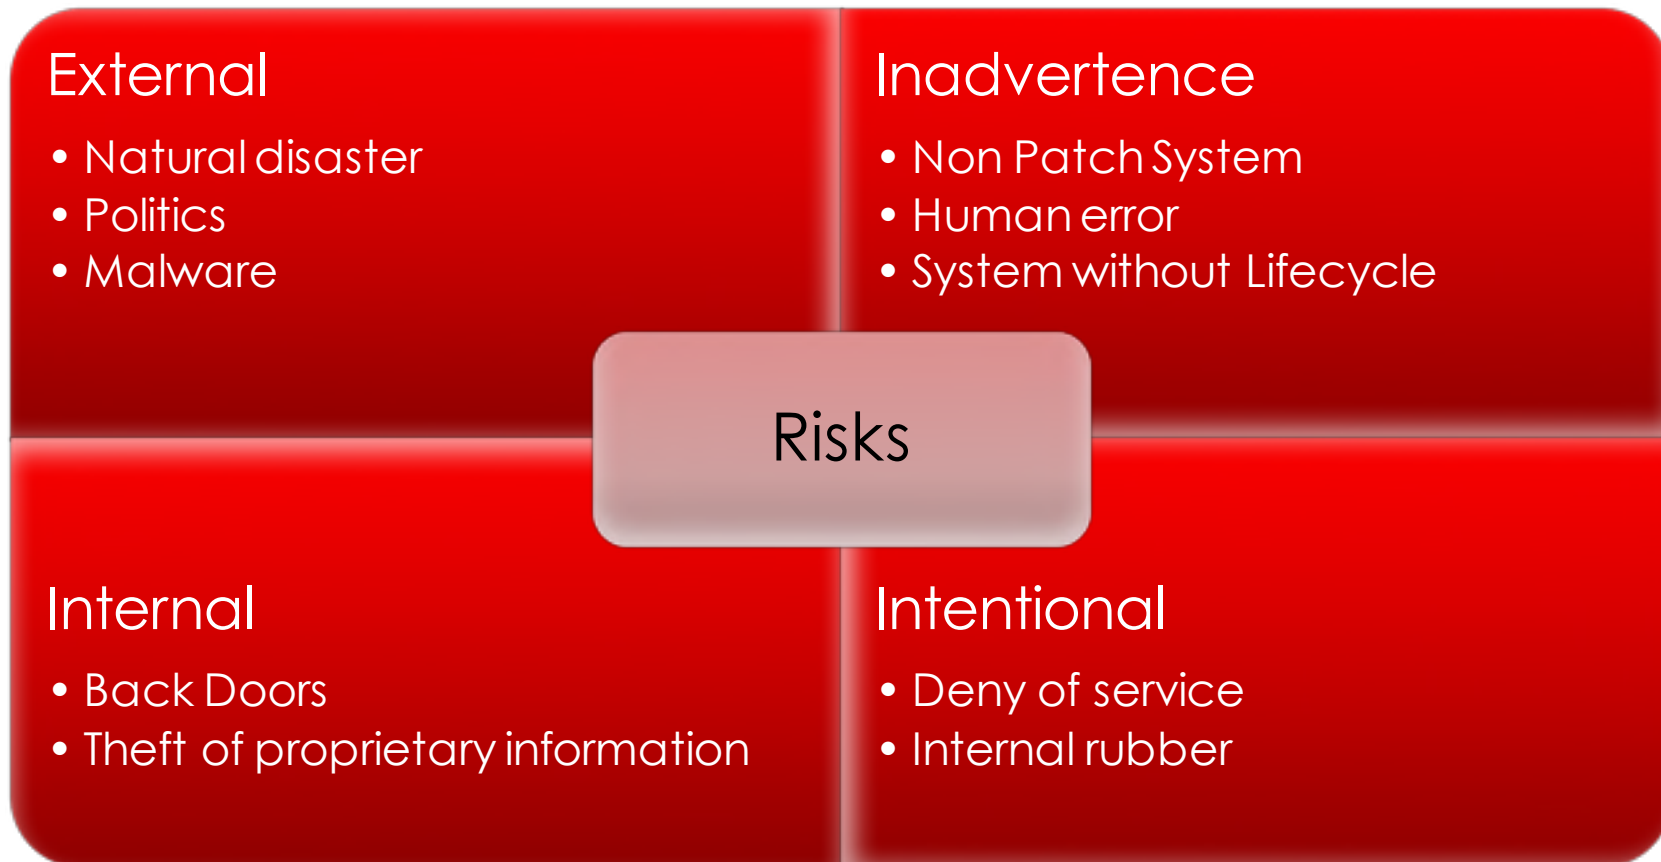 External
• Natural disaster
• Politics
• Malware
Inadvertence
• Non Patch System
• Human error
• System without Lifecycle
Risks
Internal
• Back Doors
• Theft of proprietary information
Intentional
• Deny of service
• Internal rubber